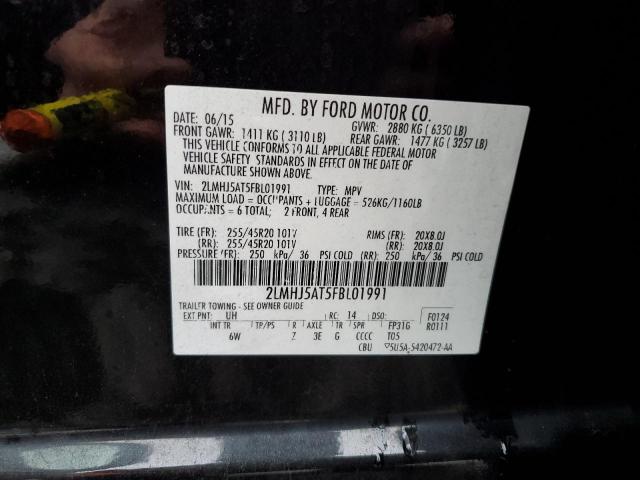 MFD. BY FORD MOTOR CO.
DATE: 06/15 GVWR: 2880 KG ( 6350 LB)
FRONT GAWR: 1411 KG ( 3110 LB) REAR GAWR: 1477 KG ( 3257 LB)
THIS VEHICLE CONFORMS TO ALL APPLICABLE FEDERAL MOTOR
VEHICLE SAFETY STANDARDS IN EFFECT ON THE DATE OF
MANUFACTURE SHOWN ABOVE.
VIN: 2LMHJ5AT5FBL01991 TYPE: MPV
MAXIMUM LOAD = OCCUPANTS + LUGGAGE = 526KG/1160LB
OCCUPANTS = 6 TOTAL; 2 FRONT, 4 REAR
TIRE (FR): 255/45R20 101V RIMS (FR): 20X8.0J
(RR): 255/45R20 101V (RR): 20X8.0J
PRESSURE(FR): 250 kPa/ 36 PSI COLD (RR): 250 kPa/ 36 PSI COLD
2LMHJ5AT5FBL01991
TRAILER TOWING - SEE OWNER GUIDE
EXT PNT: UH RC: 14 DSO: F0124
INT TR TP/PS R AXLE TR SPR FP31G R0111
6W 7 3E G CCCC T05
CBU 5U5A-5420472-AA